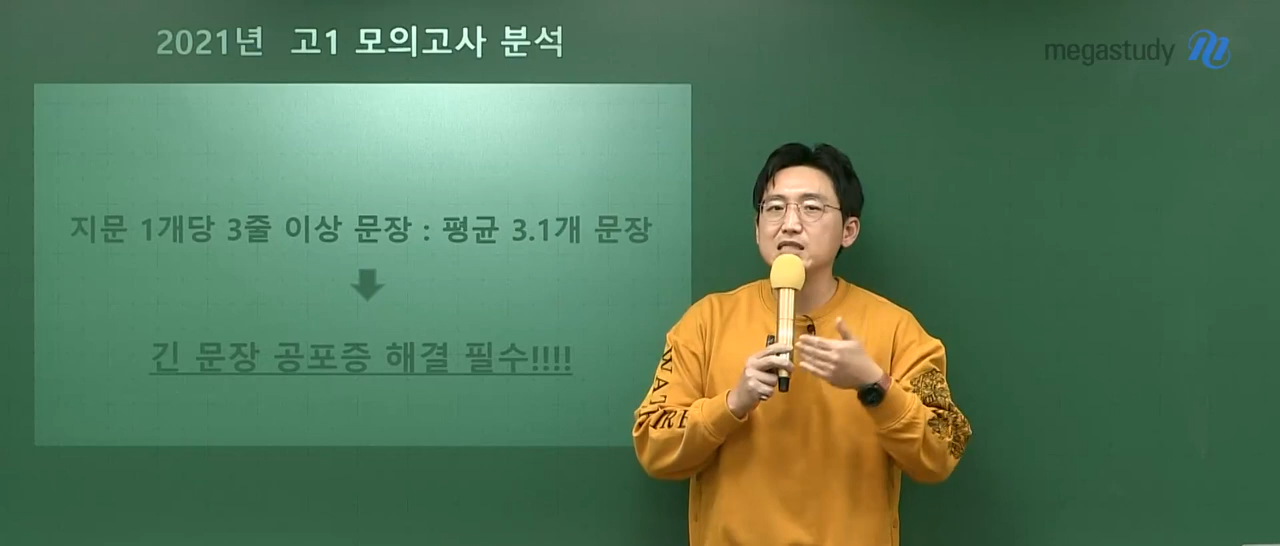 2021년 고1 모의고사 분석
megastudy
지문 1개당 3줄 이상 문장 : 평균 3.1개 문장
긴 문장 공포증 해결 필수!!!!